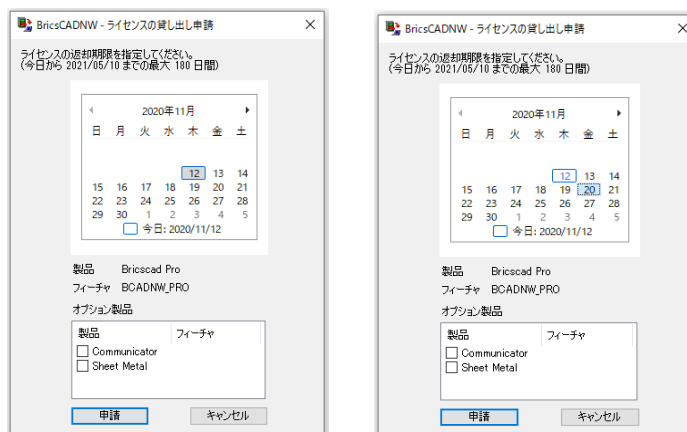 BricsCADNW - ライセンスの貸し出し申請
ライセンスの返却期限を指定してください。
(今日から 2021/05/10 までの最大 180 日間)
2020年11月
日 月 火 水 木 金 土
12 13 14
15 16 17 18 19 20 21
22 23 24 25 26 27 28
29 30 1 2 3 4 5
今日: 2020/11/12
製品 Bricscad Pro
フィーチャ BCADNW_PRO
オプション製品
製品 フィーチャ
Communicator
Sheet Metal
申請 キャンセル
BricsCADNW - ライセンスの貸し出し申請
ライセンスの返却期限を指定してください。
(今日から 2021/05/10 までの最大 180 日間)
2020年11月
日 月 火 水 木 金 土
12 13 14
15 16 17 18 19 20 21
22 23 24 25 26 27 28
29 30 1 2 3 4 5
今日: 2020/11/12
製品 Bricscad Pro
フィーチャ BCADNW_PRO
オプション製品
製品 フィーチャ
Communicator
Sheet Metal
申請 キャンセル